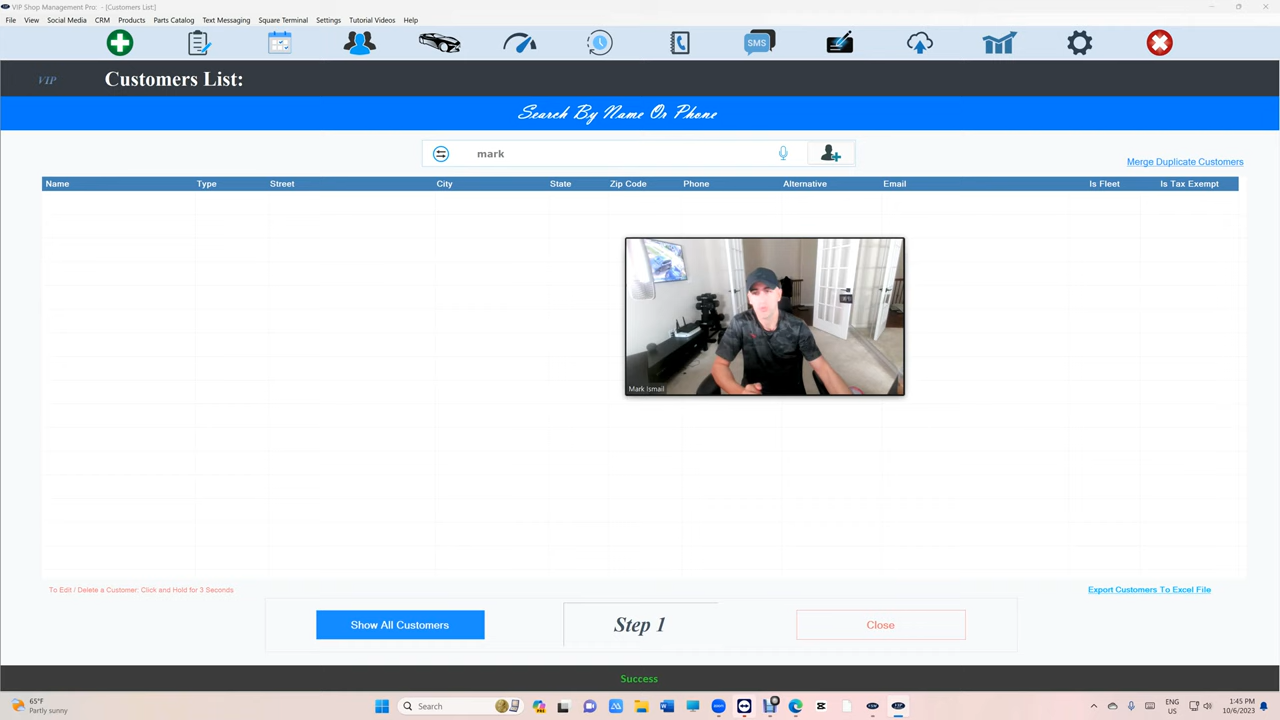 VIP Shop Management Pro: - [Customers List:]
File View Social Media CRM Products Parts Catalog Text Messaging Square Terminal Settings Tutorial Videos Help
SMS
VIP Customers List:
Search By Name Or Phone
mark
Merge Duplicate Customers
Name Type Street City State Zip Code Phone Alternative Email Is Fleet Is Tax Exempt
Mark Ismail
To Edit / Delete a Customer: Click and Hold for 3 Seconds
Export Customers To Excel File
Show All Customers
Step 1
Close
Success
65°F
Partly sunny
Search
zoom
ENG
US
1:45 PM
10/6/2023